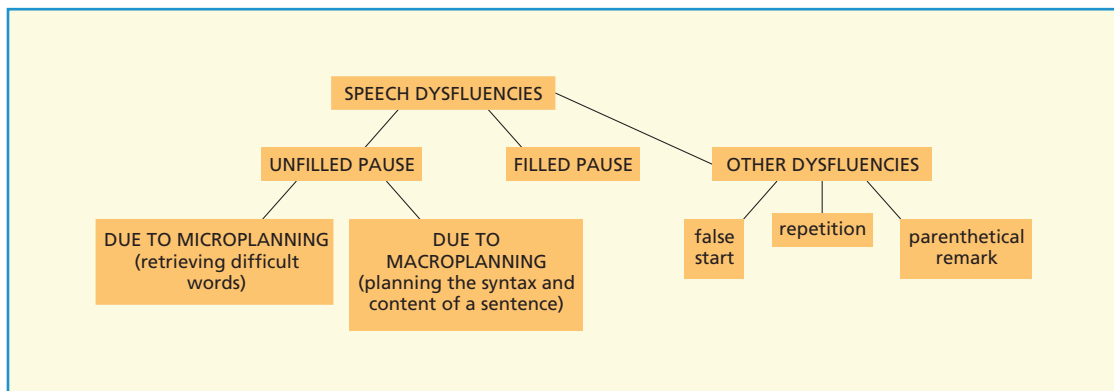 SPEECH DYSFLUENCIES
UNFILLED PAUSE
FILLED PAUSE
OTHER DYSFLUENCIES
DUE TO MICROPLANNING
(retrieving difficult
words)
DUE TO
MACROPLANNING
(planning the syntax and
content of a sentence)
false
start
repetition
parenthetical
remark